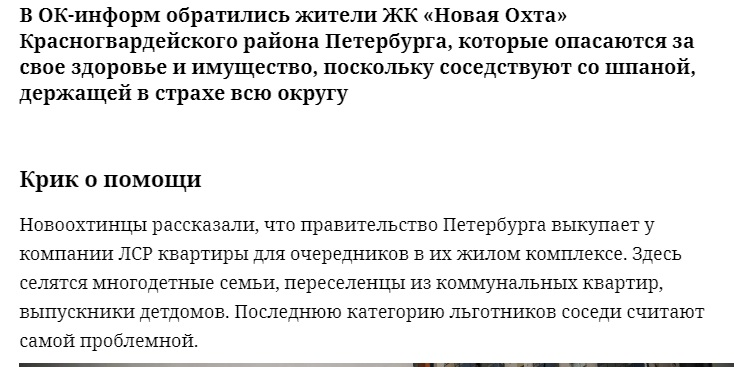 В ОК-информ обратились жители ЖК «Новая Охта»
Красногвардейского района Петербурга, которые опасаются за
свое здоровье и имущество, поскольку соседствуют со шпаной,
держащей в страхе всю округу
Крик о помощи
Новоохтинцы рассказали, что правительство Петербурга выкупает у
компании ЛСР квартиры для очередников в их жилом комплексе. Здесь
селятся многодетные семьи, переселенцы из коммунальных квартир,
выпускники детдомов. Последнюю категорию льготников соседи считают
самой проблемной.